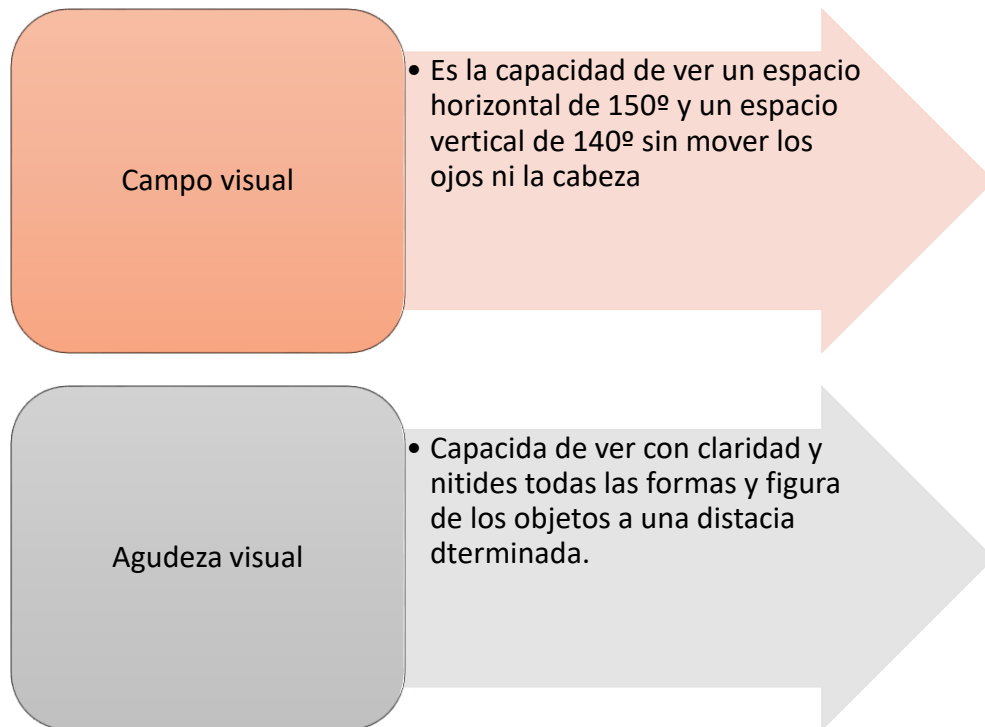 Campo visual
• Es la capacidad de ver un espacio
horizontal de 150º y un espacio
vertical de 140º sin mover los
ojos ni la cabeza
Agudeza visual
• Capacida de ver con claridad y
nitides todas las formas y figura
de los objetos a una distacia
dterminada.